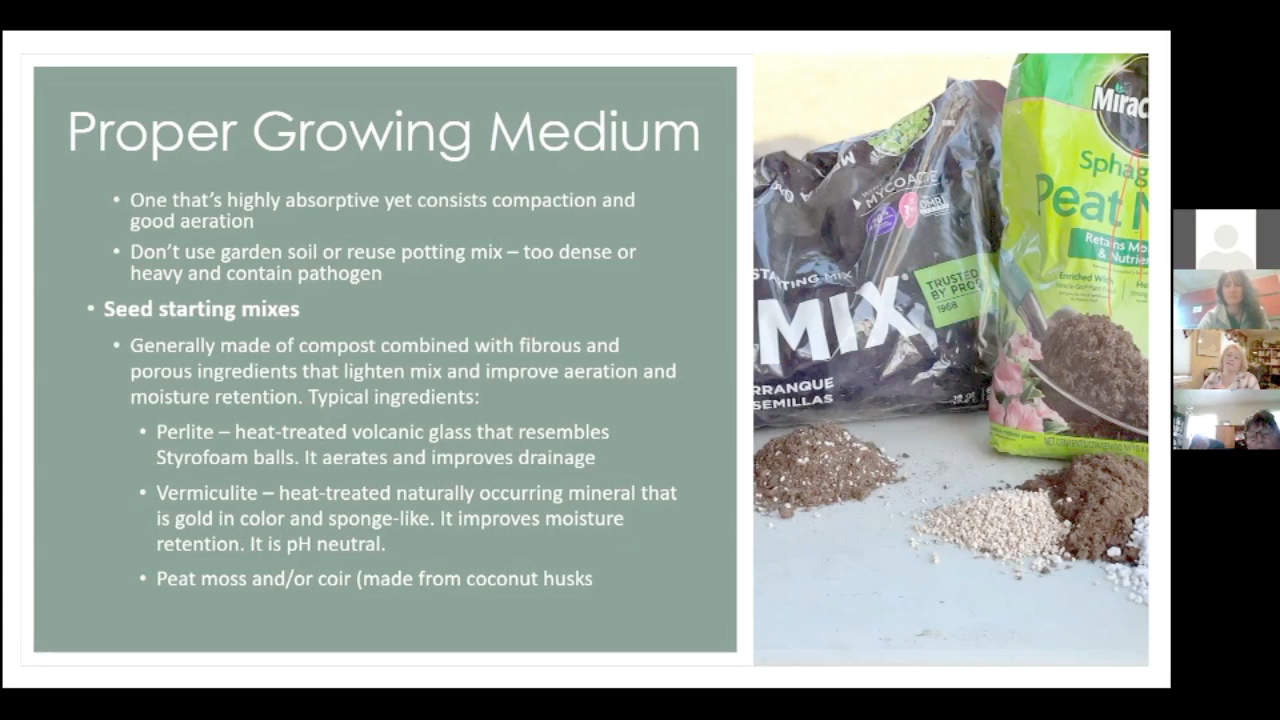 Proper Growing Medium
• One that's highly absorptive yet consists compaction and
good aeration
• Don't use garden soil or reuse potting mix – too dense or
heavy and contain pathogen
• Seed starting mixes
• Generally made of compost combined with fibrous and
porous ingredients that lighten mix and improve aeration and
moisture retention. Typical ingredients:
• Perlite – heat-treated volcanic glass that resembles
Styrofoam balls. It aerates and improves drainage
• Vermiculite – heat-treated naturally occurring mineral that
is gold in color and sponge-like. It improves moisture
retention. It is pH neutral.
• Peat moss and/or coir (made from coconut husks
MYCOACTIV
OMRI
STARTING MIX
MIX
TRUSTED
BY PROS
1968
RRANQUE
SEMILLAS
Mirac
Sphag
Peat M
Retains Mo
& Nutrien
Enriched With